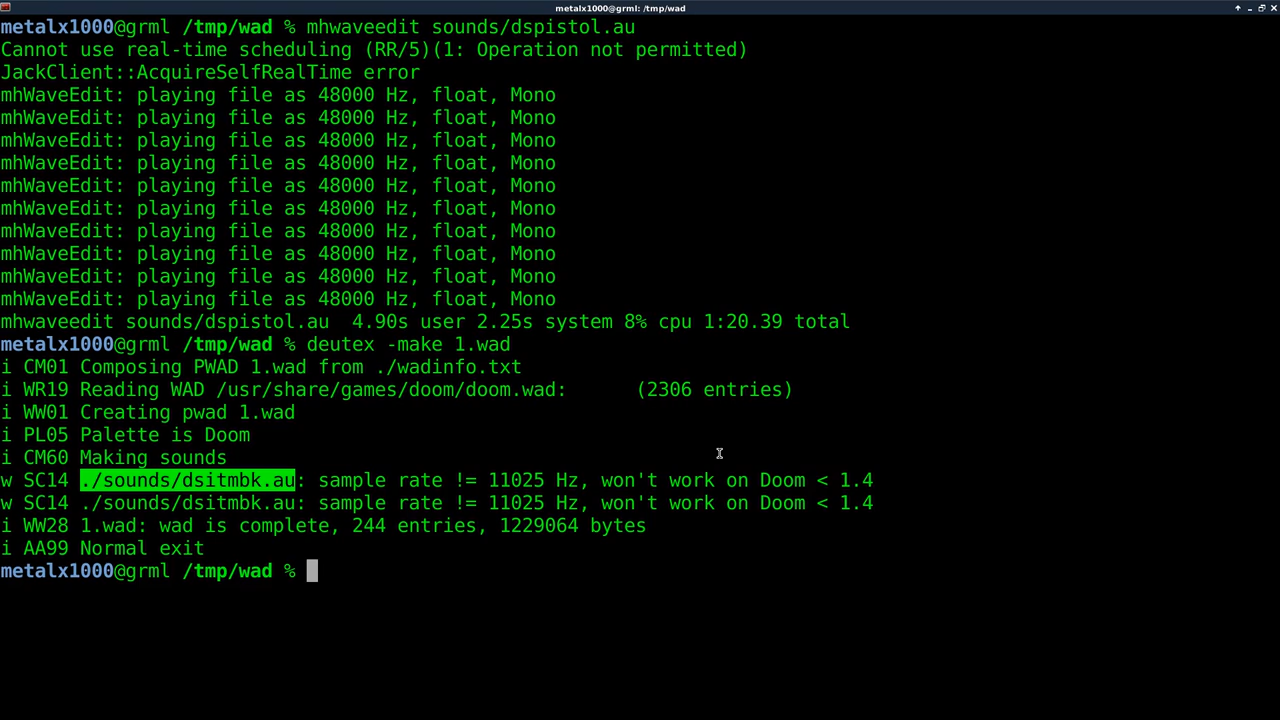 metalx1000@grml: /tmp/wad
metalx1000@grml /tmp/wad % mhwaveedit sounds/dspistol.au
Cannot use real-time scheduling (RR/5)(1: Operation not permitted)
JackClient::AcquireSelfRealTime error
mhWaveEdit: playing file as 48000 Hz, float, Mono
mhWaveEdit: playing file as 48000 Hz, float, Mono
mhWaveEdit: playing file as 48000 Hz, float, Mono
mhWaveEdit: playing file as 48000 Hz, float, Mono
mhWaveEdit: playing file as 48000 Hz, float, Mono
mhWaveEdit: playing file as 48000 Hz, float, Mono
mhWaveEdit: playing file as 48000 Hz, float, Mono
mhWaveEdit: playing file as 48000 Hz, float, Mono
mhWaveEdit: playing file as 48000 Hz, float, Mono
mhWaveEdit: playing file as 48000 Hz, float, Mono
mhwaveedit sounds/dspistol.au  4.90s user 2.25s system 8% cpu 1:20.39 total
metalx1000@grml /tmp/wad % deutex -make 1.wad
i CM01 Composing PWAD 1.wad from ./wadinfo.txt
i WR19 Reading WAD /usr/share/games/doom/doom.wad:      (2306 entries)
i WW01 Creating pwad 1.wad
i PL05 Palette is Doom
i CM60 Making sounds
w SC14 ./sounds/dsitmbk.au: sample rate != 11025 Hz, won't work on Doom < 1.4
w SC14 ./sounds/dsitmbk.au: sample rate != 11025 Hz, won't work on Doom < 1.4
i WW28 1.wad: wad is complete, 244 entries, 1229064 bytes
i AA99 Normal exit
metalx1000@grml /tmp/wad %